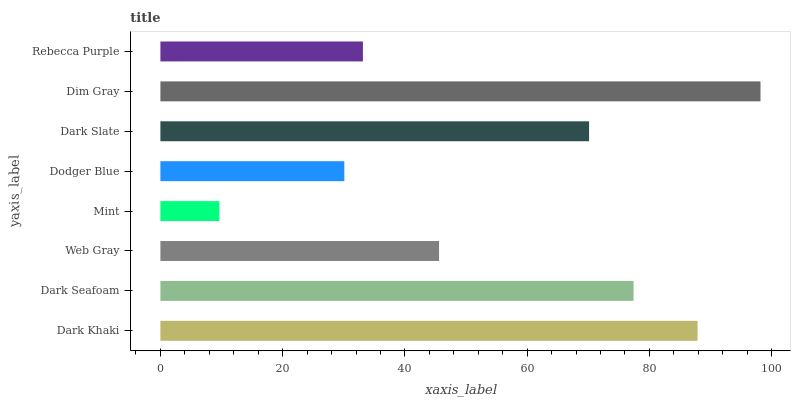 title
Rebecca Purple
Dim Gray
Dark Slate
Dodger Blue
Mint
Web Gray
Dark Seafoam
Dark Khaki
yaxis_label
0 20 40 60 80 100
xaxis_label